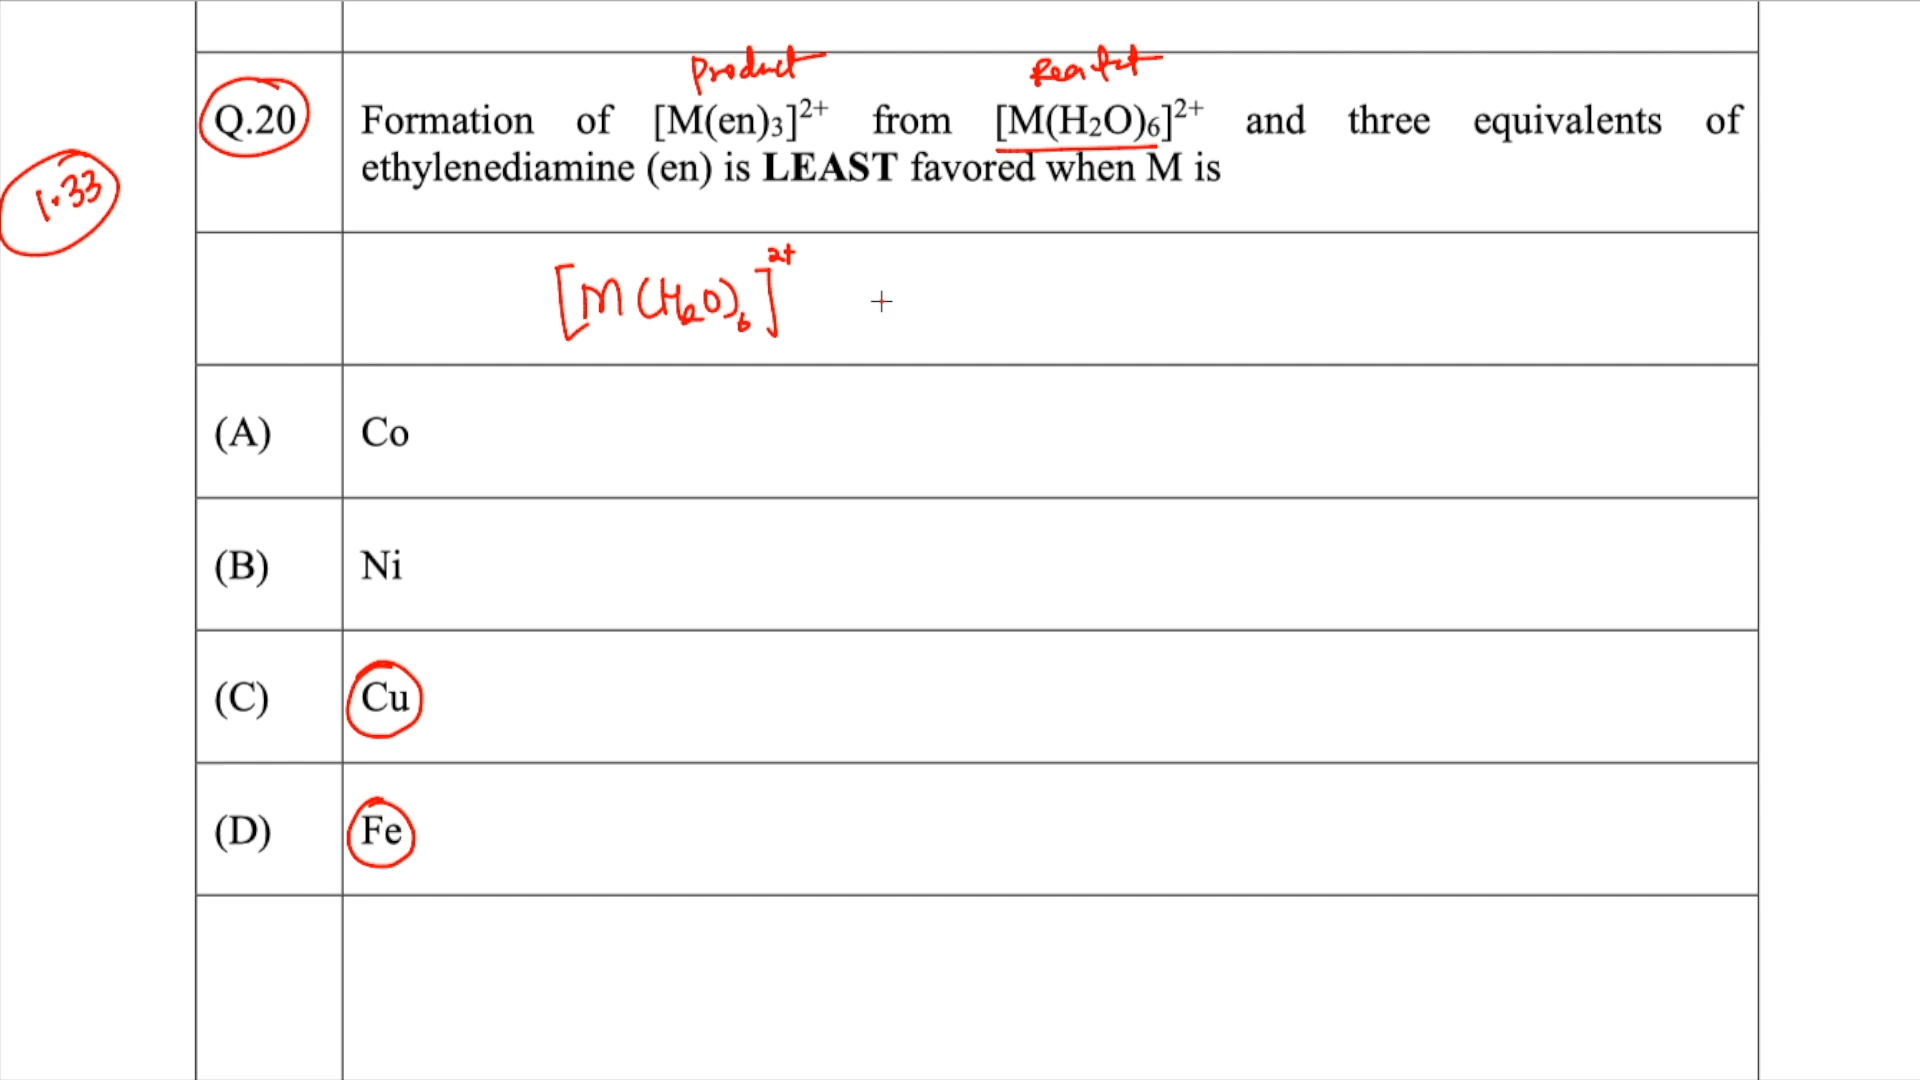 Product Reactat
Q.20 Formation of [M(en)₃]²⁺ from [M(H₂O)₆]²⁺ and three equivalents of
ethylenediamine (en) is LEAST favored when M is
1.33
[M(H₂O)₆]²⁺ +
(A) Co
(B) Ni
(C) Cu
(D) Fe